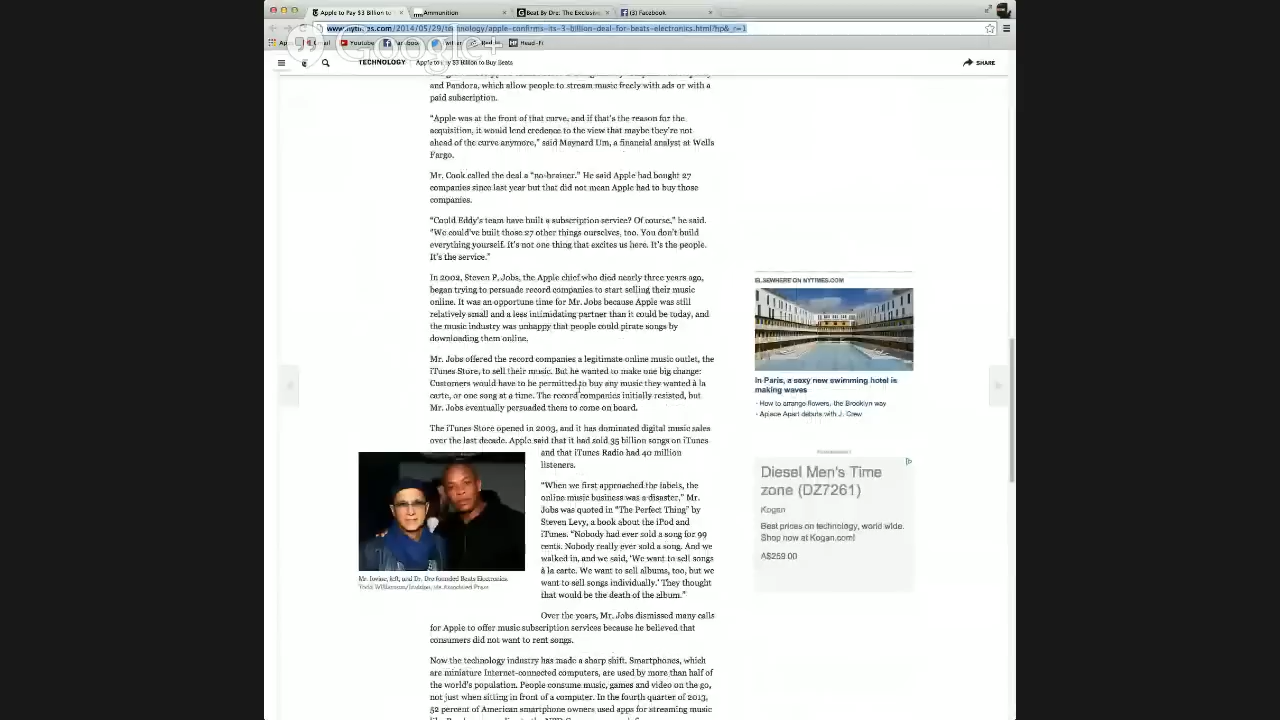 Apple to Pay $3 Billion to
Ammunition
Beat By Dre: The Exclusive
(3) Facebook
www.nytimes.com/2014/05/29/technology/apple-confirms-its-3-billion-deal-for-beats-electronics.html?hp&_r=1
Gmail
Youtube
Facebook
Twitter
Reddit
Head-Fi
Google+
TECHNOLOGY
Apple to Pay $3 Billion to Buy Beats
SHARE
and Pandora, which allow people to stream music freely with ads or with a
paid subscription.
“Apple was at the front of that curve, and if that's the reason for the
acquisition, it would lend credence to the view that maybe they're not
ahead of the curve anymore,” said Maynard Um, a financial analyst at Wells
Fargo.
Mr. Cook called the deal a “no-brainer.” He said Apple had bought 27
companies since last year but that did not mean Apple had to buy those
companies.
“Could Eddy's team have built a subscription service? Of course,” he said.
“We could've built those 27 other things ourselves, too. You don't build
everything yourself. It's not one thing that excites us here. It's the people.
It's the service.”
In 2002, Steven P. Jobs, the Apple chief who died nearly three years ago,
began trying to persuade record companies to start selling their music
online. It was an opportune time for Mr. Jobs because Apple was still
relatively small and a less intimidating partner than it could be today, and
the music industry was unhappy that people could pirate songs by
downloading them online.
Mr. Jobs offered the record companies a legitimate online music outlet, the
iTunes Store, to sell their music. But he wanted to make one big change:
Customers would have to be permitted to buy any music they wanted à la
carte, or one song at a time. The record companies initially resisted, but
Mr. Jobs eventually persuaded them to come on board.
The iTunes Store opened in 2003, and it has dominated digital music sales
over the last decade. Apple said that it had sold 35 billion songs on iTunes
and that iTunes Radio had 40 million
listeners.
“When we first approached the labels, the
online music business was a disaster,” Mr.
Jobs was quoted in “The Perfect Thing” by
Steven Levy, a book about the iPod and
iTunes. “Nobody had ever sold a song for 99
cents. Nobody really ever sold a song. And we
walked in, and we said, ‘We want to sell songs
à la carte. We want to sell albums, too, but we
want to sell songs individually.’ They thought
that would be the death of the album.”
Mr. Iovine, left, and Dr. Dre founded Beats Electronics.
Over the years, Mr. Jobs dismissed many calls
for Apple to offer music subscription services because he believed that
consumers did not want to rent songs.
Now the technology industry has made a sharp shift. Smartphones, which
are miniature Internet-connected computers, are used by more than half of
the world's population. People consume music, games and video on the go,
not just when sitting in front of a computer. In the fourth quarter of 2013,
52 percent of American smartphone owners used apps for streaming music
ELSEWHERE ON NYTIMES.COM
In Paris, a sexy new swimming hotel is
making waves
· How to arrange flowers, the Brooklyn way
· Apiece Apart debuts with J. Crew
Diesel Men's Time
zone (DZ7261)
Kogan
Best prices on technology, world wide.
Shop now at Kogan.com!
A$259.00